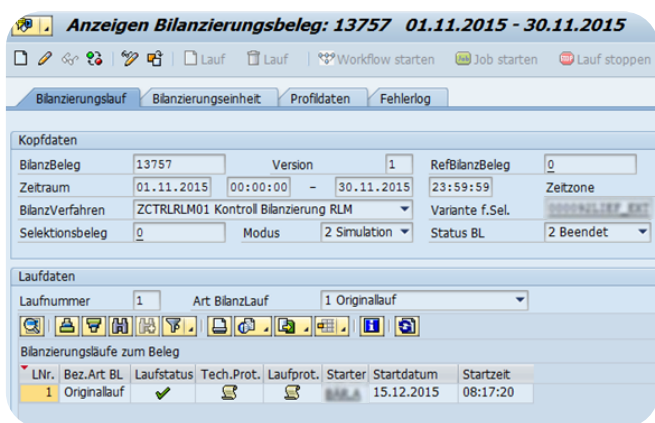 Anzeigen Bilanzierungsbeleg: 13757 01.11.2015 - 30.11.2015
Lauf Lauf Workflow starten Job starten Lauf stoppen
Bilanzierungslauf Bilanzierungseinheit Profildaten Fehlerlog
Kopfdaten
BilanzBeleg 13757 Version 1 RefBilanzBeleg 0
Zeitraum 01.11.2015 00:00:00 - 30.11.2015 23:59:59 Zeitzone
BilanzVerfahren ZCTRLRLM01 Kontroll Bilanzierung RLM Variante f.Sel.
Selektionsbeleg 0 Modus 2 Simulation Status BL 2 Beendet
Laufdaten
Laufnummer 1 Art BilanzLauf 1 Originallauf
Bilanzierungsläufe zum Beleg
LNr. Bez.Art BL Laufstatus Tech.Prot. Laufprot. Starter Startdatum Startzeit
1 Originallauf 15.12.2015 08:17:20